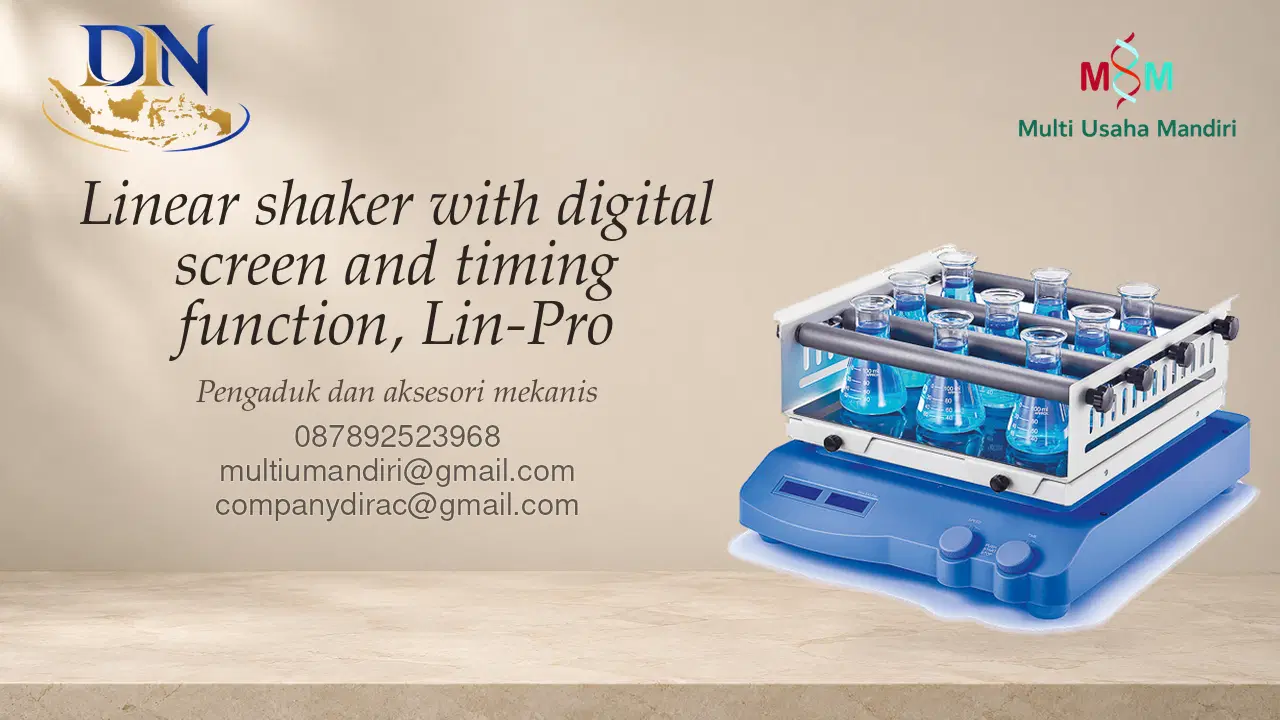 DIN
MSM
Multi Usaha Mandiri
Linear shaker with digital
screen and timing
function, Lin-Pro
Pengaduk dan aksesori mekanis
087892523968
multiumandiri@gmail.com
companydirac@gmail.com